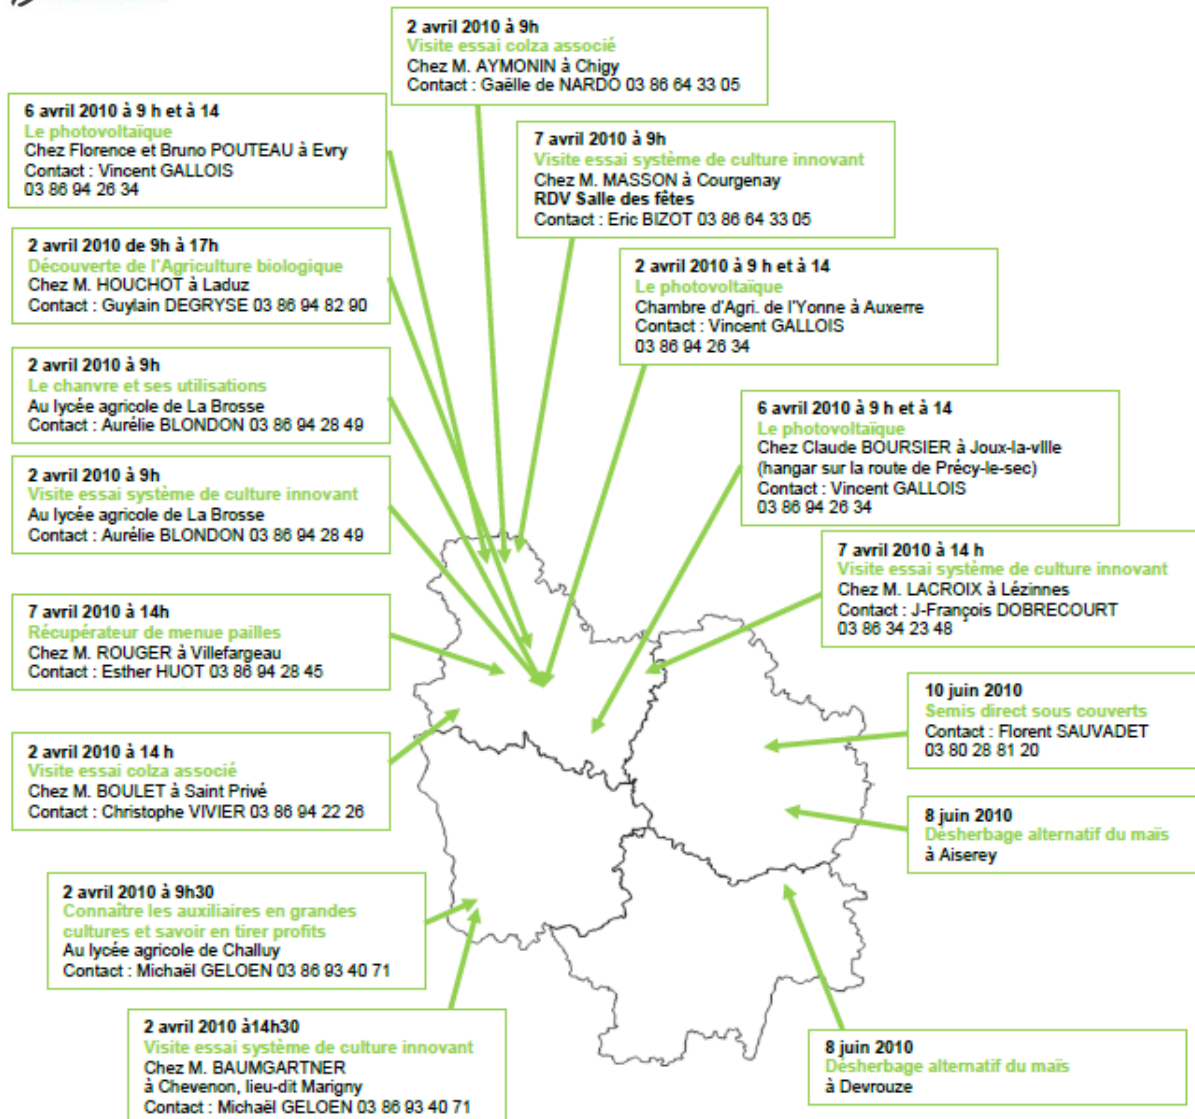 2 avril 2010 à 9h
Visite essai colza associé
Chez M. AYMONIN à Chigy
Contact : Gaëlle de NARDO 03 86 64 33 05
6 avril 2010 à 9 h et à 14
Le photovoltaïque
Chez Florence et Bruno POUTEAU à Evry
Contact : Vincent GALLOIS
03 86 94 26 34
7 avril 2010 à 9h
Visite essai système de culture innovant
Chez M. MASSON à Courgenay
RDV Salle des fêtes
Contact : Eric BIZOT 03 86 64 33 05
2 avril 2010 de 9h à 17h
Découverte de l'Agriculture biologique
Chez M. HOUCHOT à Laduz
Contact : Guylain DEGRYSE 03 86 94 82 90
2 avril 2010 à 9 h et à 14
Le photovoltaïque
Chambre d'Agri. de l'Yonne à Auxerre
Contact : Vincent GALLOIS
03 86 94 26 34
2 avril 2010 à 9h
Le chanvre et ses utilisations
Au lycée agricole de La Brosse
Contact : Aurélie BLONDON 03 86 94 28 49
6 avril 2010 à 9 h et à 14
Le photovoltaïque
Chez Claude BOURSIER à Joux-la-vllle
(hangar sur la route de Précy-le-sec)
Contact : Vincent GALLOIS
03 86 94 26 34
2 avril 2010 à 9h
Visite essai système de culture innovant
Au lycée agricole de La Brosse
Contact : Aurélie BLONDON 03 86 94 28 49
7 avril 2010 à 14 h
Visite essai système de culture innovant
Chez M. LACROIX à Lézinnes
Contact : J-François DOBRECOURT
03 86 34 23 48
7 avril 2010 à 14h
Récupérateur de menue pailles
Chez M. ROUGER à Villefargeau
Contact : Esther HUOT 03 86 94 28 45
10 juin 2010
Semis direct sous couverts
Contact : Florent SAUVADET
03 80 28 81 20
2 avril 2010 à 14 h
Visite essai colza associé
Chez M. BOULET à Saint Privé
Contact : Christophe VIVIER 03 86 94 22 26
8 juin 2010
Désherbage alternatif du maïs
à Aiserey
2 avril 2010 à 9h30
Connaître les auxiliaires en grandes
cultures et savoir en tirer profits
Au lycée agricole de Challuy
Contact : Michaël GELOEN 03 86 93 40 71
2 avril 2010 à14h30
Visite essai système de culture innovant
Chez M. BAUMGARTNER
à Chevenon, lieu-dit Marigny
Contact : Michaël GELOEN 03 86 93 40 71
8 juin 2010
Désherbage alternatif du maïs
à Devrouze